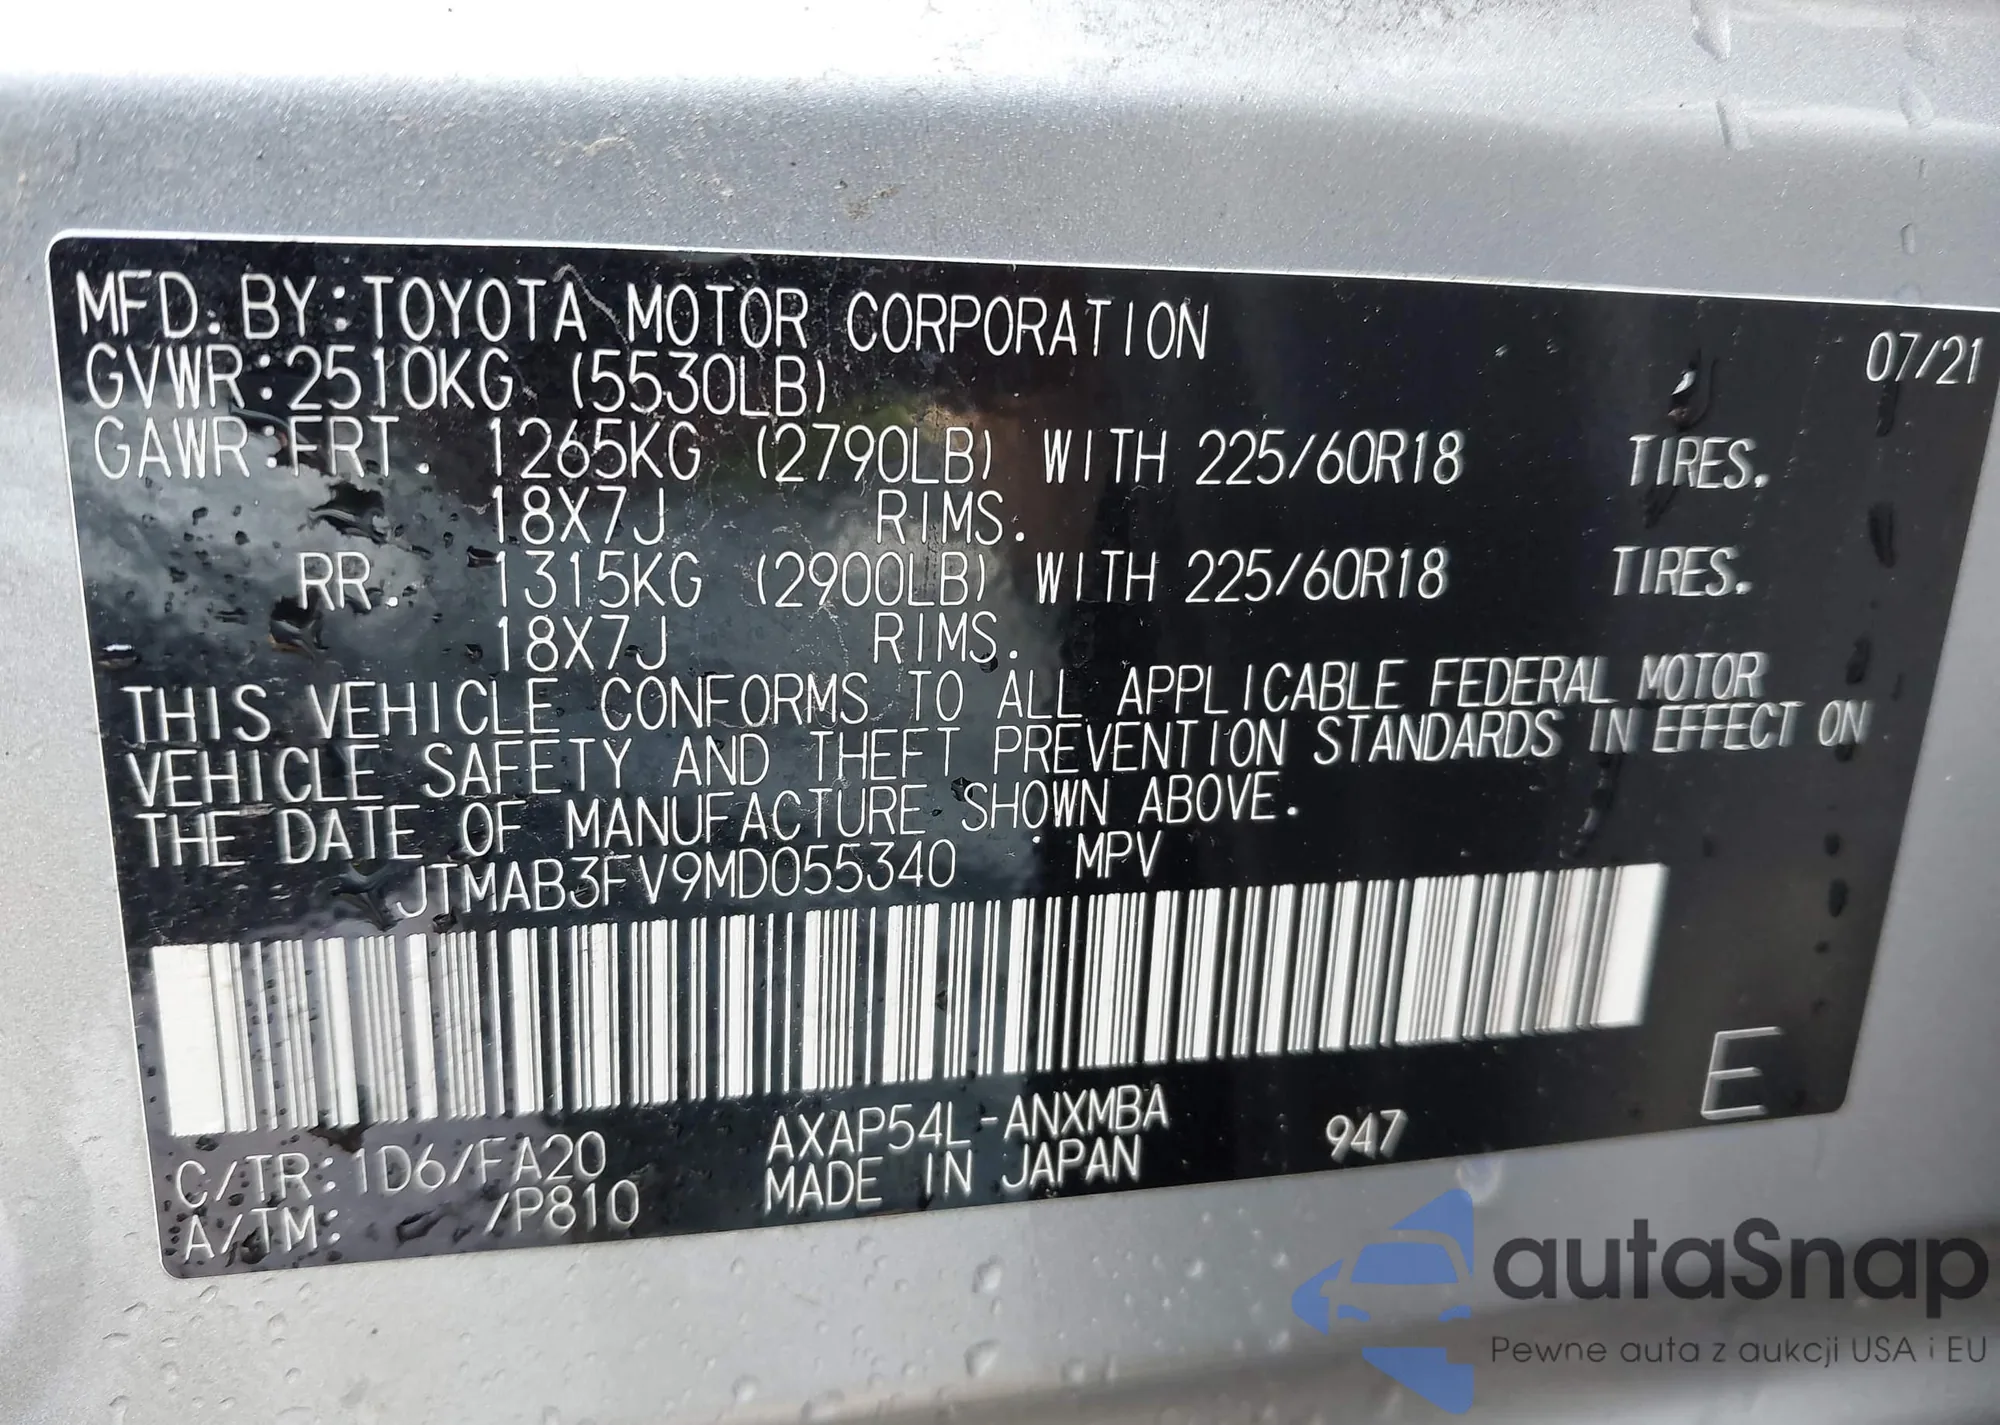 MFD. BY:TOYOTA MOTOR CORPORATION 07/21
GVWR:2510KG (5530LB)
GAWR:FRT. 1265KG (2790LB) WITH 225/60R18 TIRES.
18X7J RIMS.
RR. 1315KG (2900LB) WITH 225/60R18 TIRES.
18X7J RIMS.
THIS VEHICLE CONFORMS TO ALL APPLICABLE FEDERAL MOTOR
VEHICLE SAFETY AND THEFT PREVENTION STANDARDS IN EFFECT ON
THE DATE OF MANUFACTURE SHOWN ABOVE.
JTMAB3FV9MD055340 MPV
E
C/TR:1D6/FA20 AXAP54L-ANXMBA 947
A/TM: /P810 MADE IN JAPAN
autaSnap
Pewne auta z aukcji USA i EU